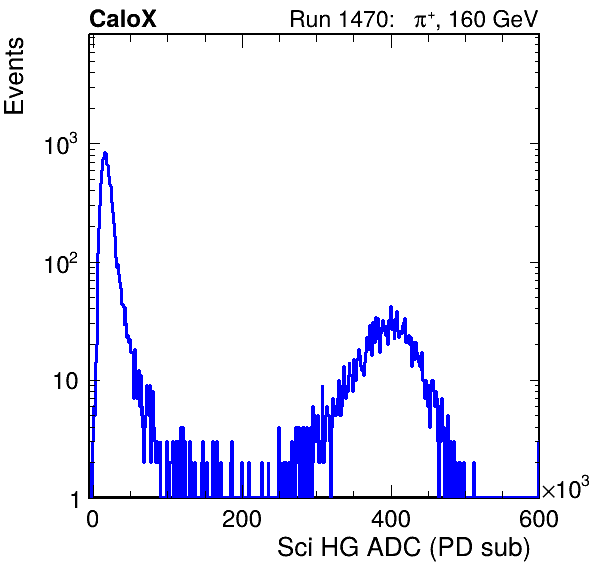 CaloX Run 1470: π⁺, 160 GeV
Events
10³
10²
10
1
0 200 400 600
×10³
Sci HG ADC (PD sub)